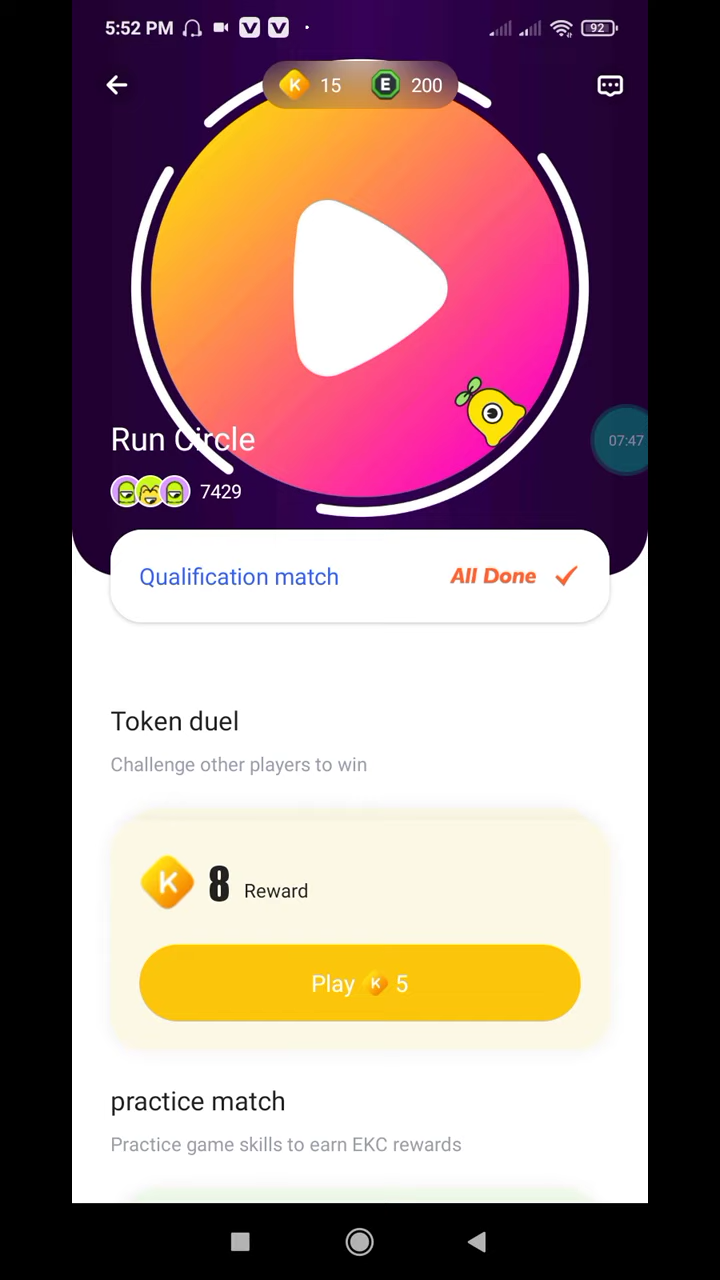 5:52 PM
92
K 15 E 200
07:47
Run Circle
7429
Qualification match All Done
Token duel
Challenge other players to win
K 8 Reward
Play K 5
practice match
Practice game skills to earn EKC rewards